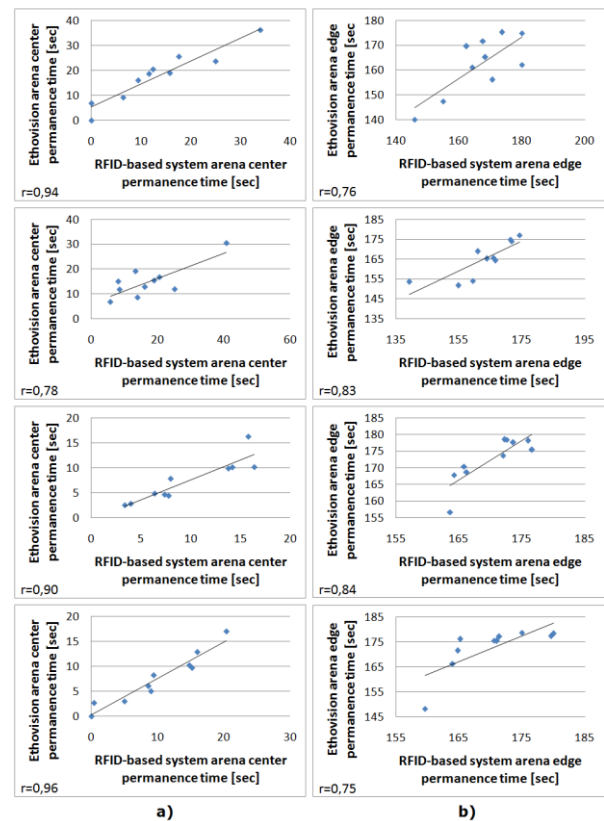 Ethovision arena center
permanence time [sec]
40
30
20
10
0
0 10 20 30 40
RFID-based system arena center
permanence time [sec]
r=0,94
Ethovision arena edge
permanence time [sec
180
170
160
150
140
140 160 180 200
RFID-based system arena edge
permanence time [sec]
r=0,76
Ethovision arena center
permanence time [sec]
40
30
20
10
0
0 20 40 60
RFID-based system arena center
permanence time [sec]
r=0,78
Ethovision arena edge
permanence time [sec]
185
175
165
155
145
135
135 155 175 195
RFID-based system arena edge
permanence time [sec]
r=0,83
Ethovision arena center
permanence time [sec]
20
15
10
5
0
0 5 10 15 20
RFID-based system arena center
permanence time [sec]
r=0,90
Ethovision arena edge
permanence time [sec]
185
180
175
170
165
160
155
155 165 175 185
RFID-based system arena edge
permanence time [sec]
r=0,84
Ethovision arena center
permanence time [sec]
20
15
10
5
0
0 10 20 30
RFID-based system arena center
permanence time [sec]
r=0,96
Ethovision arena edge
permanence time [sec]
185
175
165
155
145
155 165 175 185
RFID-based system arena edge
permanence time [sec]
r=0,75
a)
b)